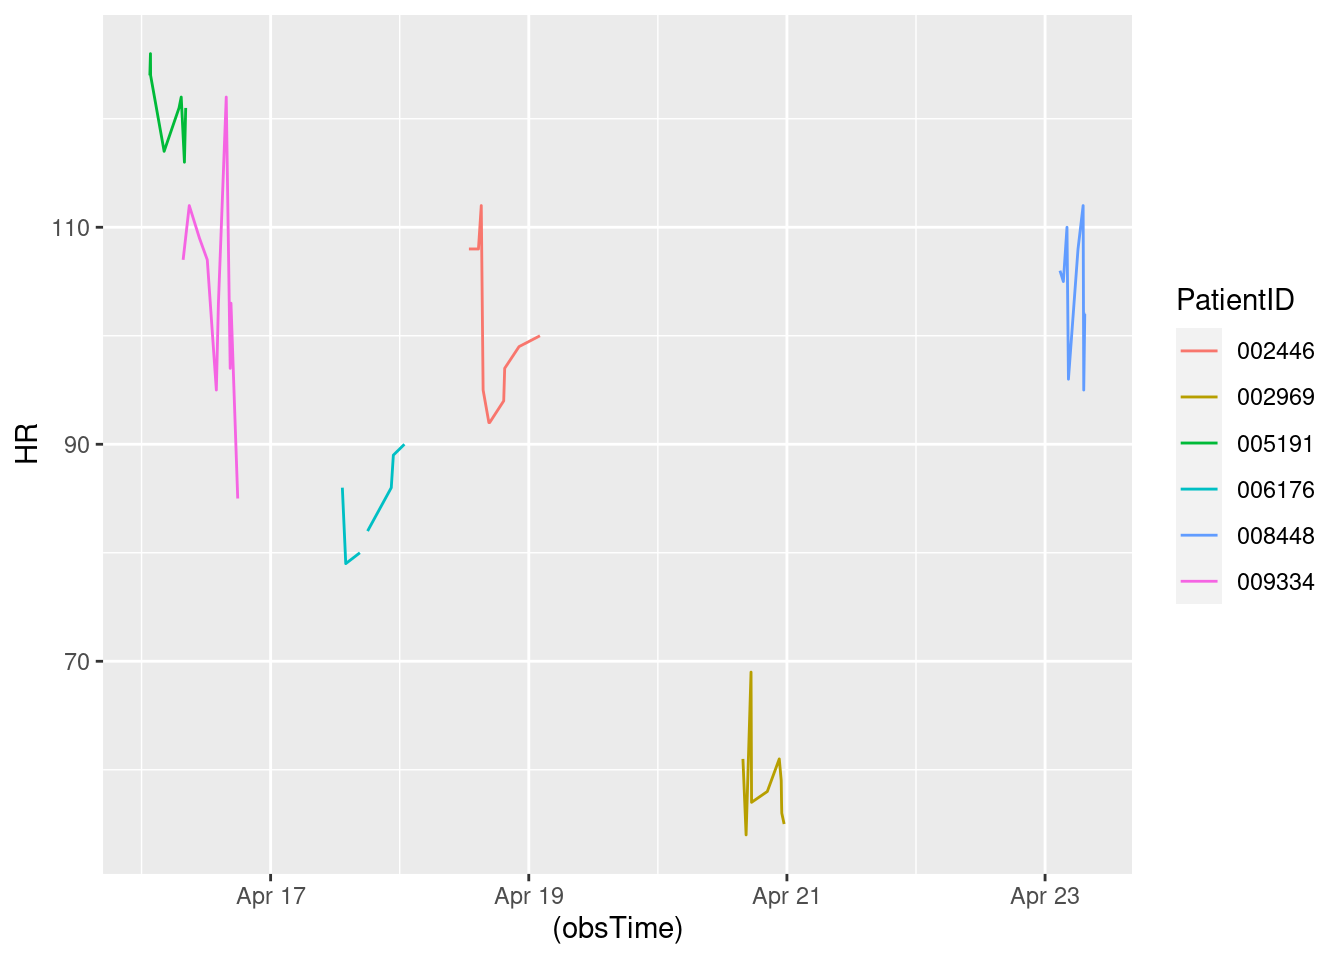 HR
110
90
70
Apr 17
Apr 19
Apr 21
Apr 23
(obsTime)
PatientID
002446
002969
005191
006176
008448
009334